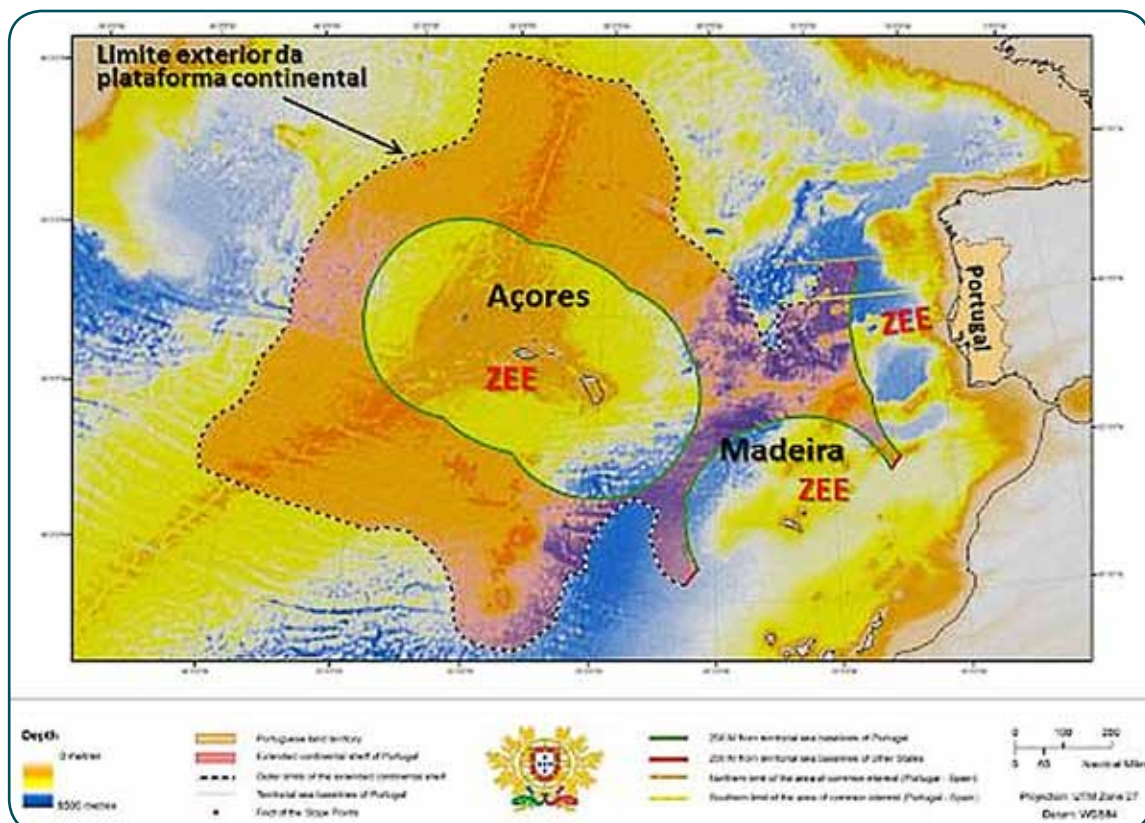 Limite exterior da
plataforma continental
Açores
ZEE
Madeira
ZEE
ZEE
Portugal
Depth
0 metres
6500 metres
Portuguese land territory
Extended continental shelf of Portugal
Outer limits of the extended continental shelf
Territorial sea baselines of Portugal
Foot of the Slope Points
200 M from territorial sea baselines of Portugal
200 M from territorial sea baselines of other States
Northern limit of the area of common interest (Portugal - Spain)
Southern limit of the area of common interest (Portugal - Spain)
0 100 200
50
Nautical Miles
Projection: UTM Zone 27
Datum: WGS84